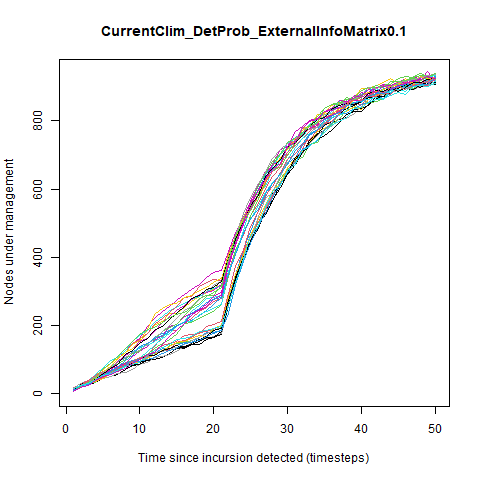 CurrentClim_DetProb_ExternalInfoMatrix0.1
Nodes under management
800
600
400
200
0
0 10 20 30 40 50
Time since incursion detected (timesteps)